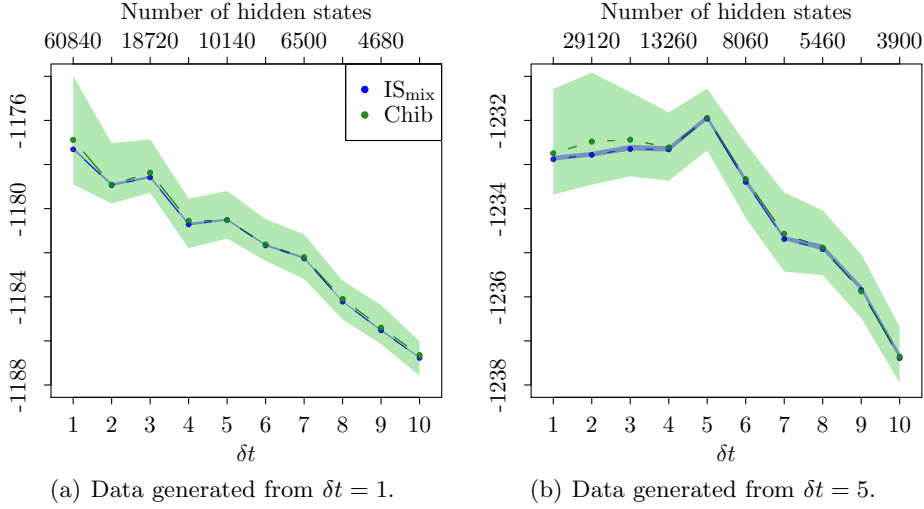 Number of hidden states
60840 18720 10140 6500 4680
-1176
-1180
-1184
-1188
IS_mix
Chib
1 2 3 4 5 6 7 8 9 10
δt
(a) Data generated from δt = 1.
Number of hidden states
29120 13260 8060 5460 3900
-1232
-1234
-1236
-1238
1 2 3 4 5 6 7 8 9 10
δt
(b) Data generated from δt = 5.